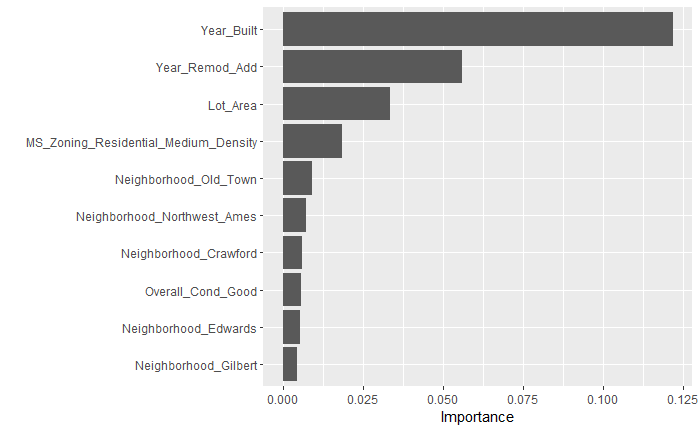 Year_Built
Year_Remod_Add
Lot_Area
MS_Zoning_Residential_Medium_Density
Neighborhood_Old_Town
Neighborhood_Northwest_Ames
Neighborhood_Crawford
Overall_Cond_Good
Neighborhood_Edwards
Neighborhood_Gilbert
0.000 0.025 0.050 0.075 0.100 0.125
Importance